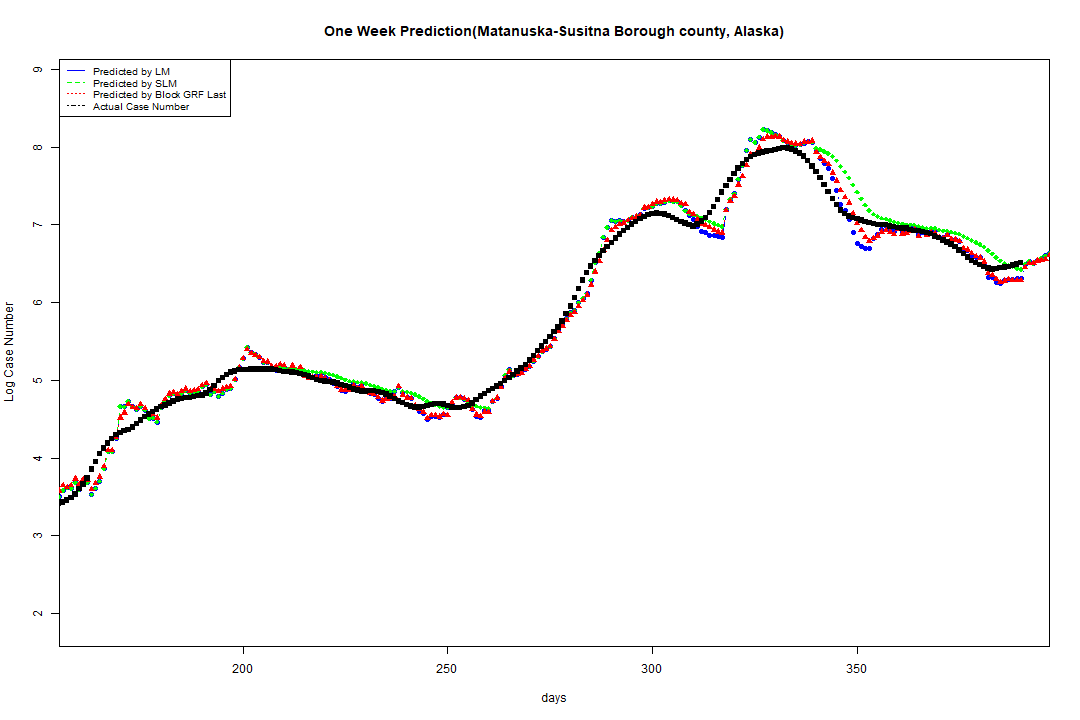 One Week Prediction(Matanuska-Susitna Borough county, Alaska)
Predicted by LM
Predicted by SLM
Predicted by Block GRF Last
Actual Case Number
9
8
7
6
5
4
3
2
Log Case Number
200
250
300
350
days